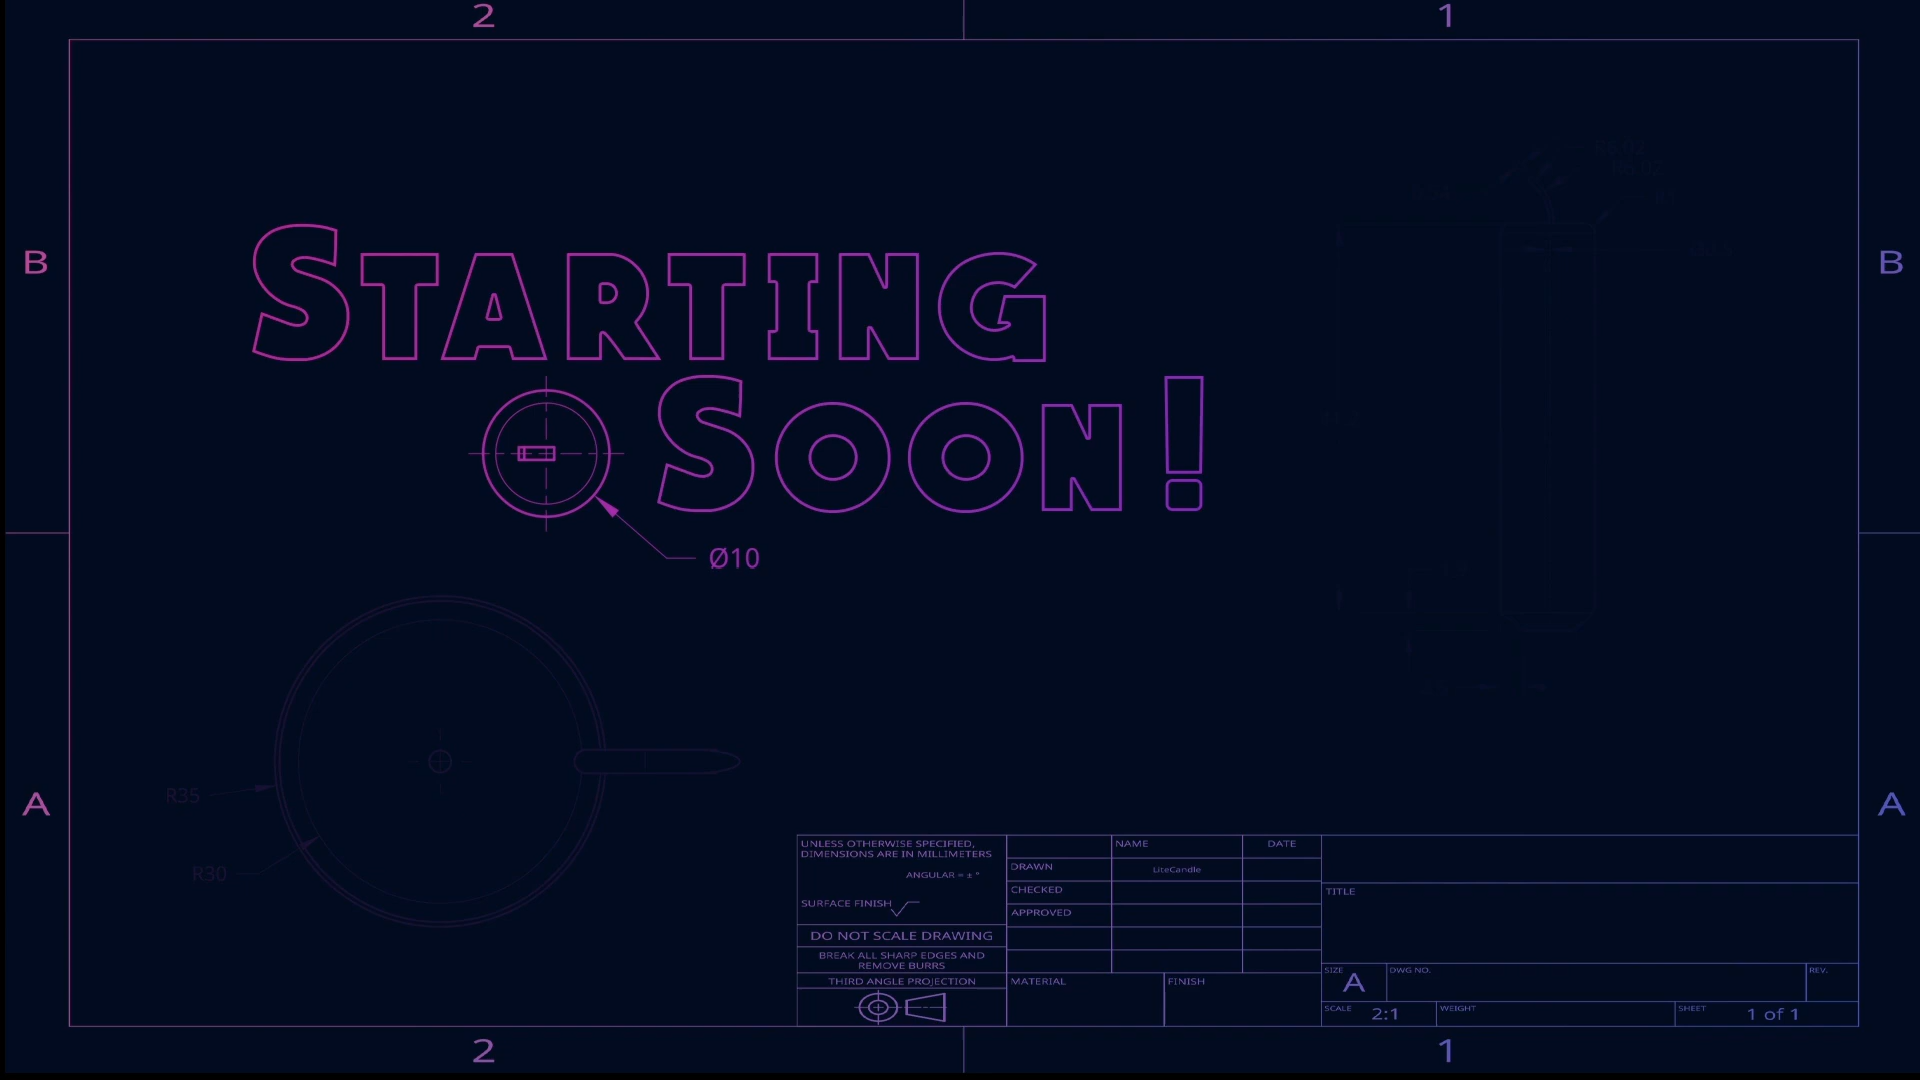 2 1
B B
STARTING
SOON!
Ø10
R35
R30
A A
UNLESS OTHERWISE SPECIFIED,
DIMENSIONS ARE IN MILLIMETERS
ANGULAR = ± °
SURFACE FINISH
DO NOT SCALE DRAWING
BREAK ALL SHARP EDGES AND
REMOVE BURRS
THIRD ANGLE PROJECTION
NAME DATE
DRAWN LiteCandle
CHECKED
APPROVED
MATERIAL FINISH
TITLE
SIZE A DWG NO. REV.
SCALE 2:1 WEIGHT SHEET 1 of 1
2 1